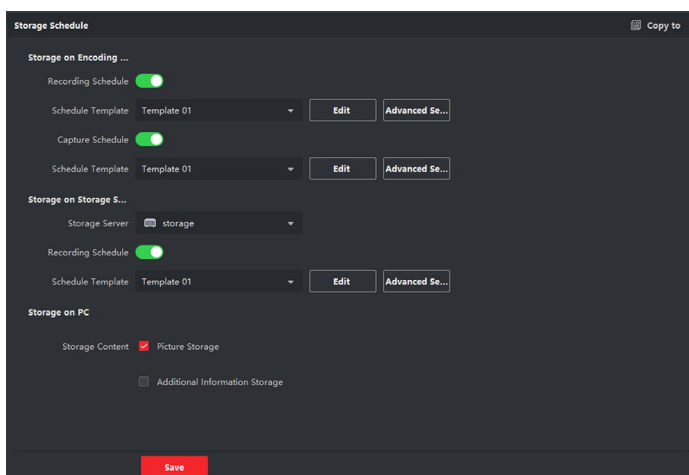 Storage Schedule Copy to
Storage on Encoding ...
Recording Schedule
Schedule Template Template 01 Edit Advanced Se...
Capture Schedule
Schedule Template Template 01 Edit Advanced Se...
Storage on Storage S...
Storage Server storage
Recording Schedule
Schedule Template Template 01 Edit Advanced Se...
Storage on PC
Storage Content Picture Storage
Additional Information Storage
Save